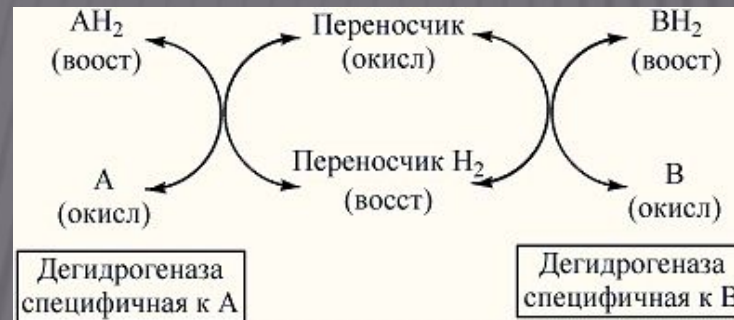 AH₂
(воост)
Переносчик
(окисл)
BH₂
(воост)
A
(окисл)
Переносчик H₂
(восст)
B
(окисл)
Дегидрогеназа
специфичная к A
Дегидрогеназа
специфичная к B